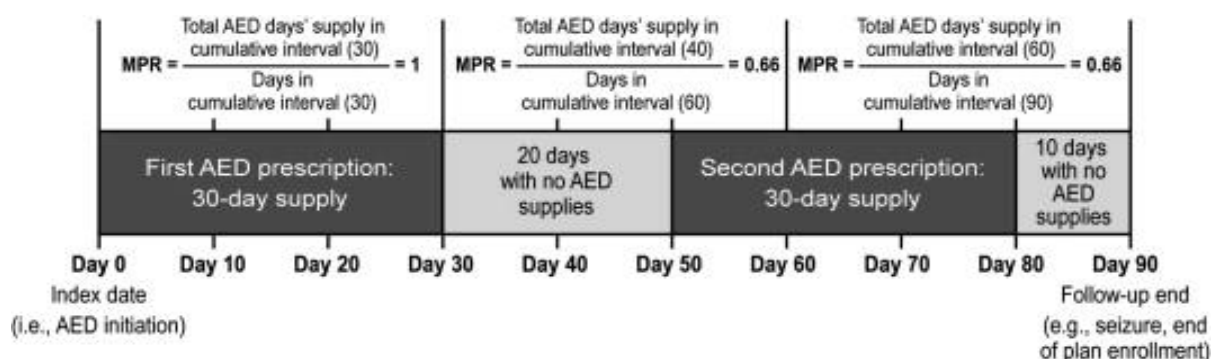 Total AED days' supply in
cumulative interval (30)
MPR = = 1
Days in
cumulative interval (30)
Total AED days' supply in
cumulative interval (40)
MPR = = 0.66
Days in
cumulative interval (60)
Total AED days' supply in
cumulative interval (60)
MPR = = 0.66
Days in
cumulative interval (90)
First AED prescription:
30-day supply
20 days
with no AED
supplies
Second AED prescription:
30-day supply
10 days
with no
AED
supplies
Day 0 Day 10 Day 20 Day 30 Day 40 Day 50 Day 60 Day 70 Day 80 Day 90
Index date
(i.e., AED initiation)
Follow-up end
(e.g., seizure, end
of plan enrollment)